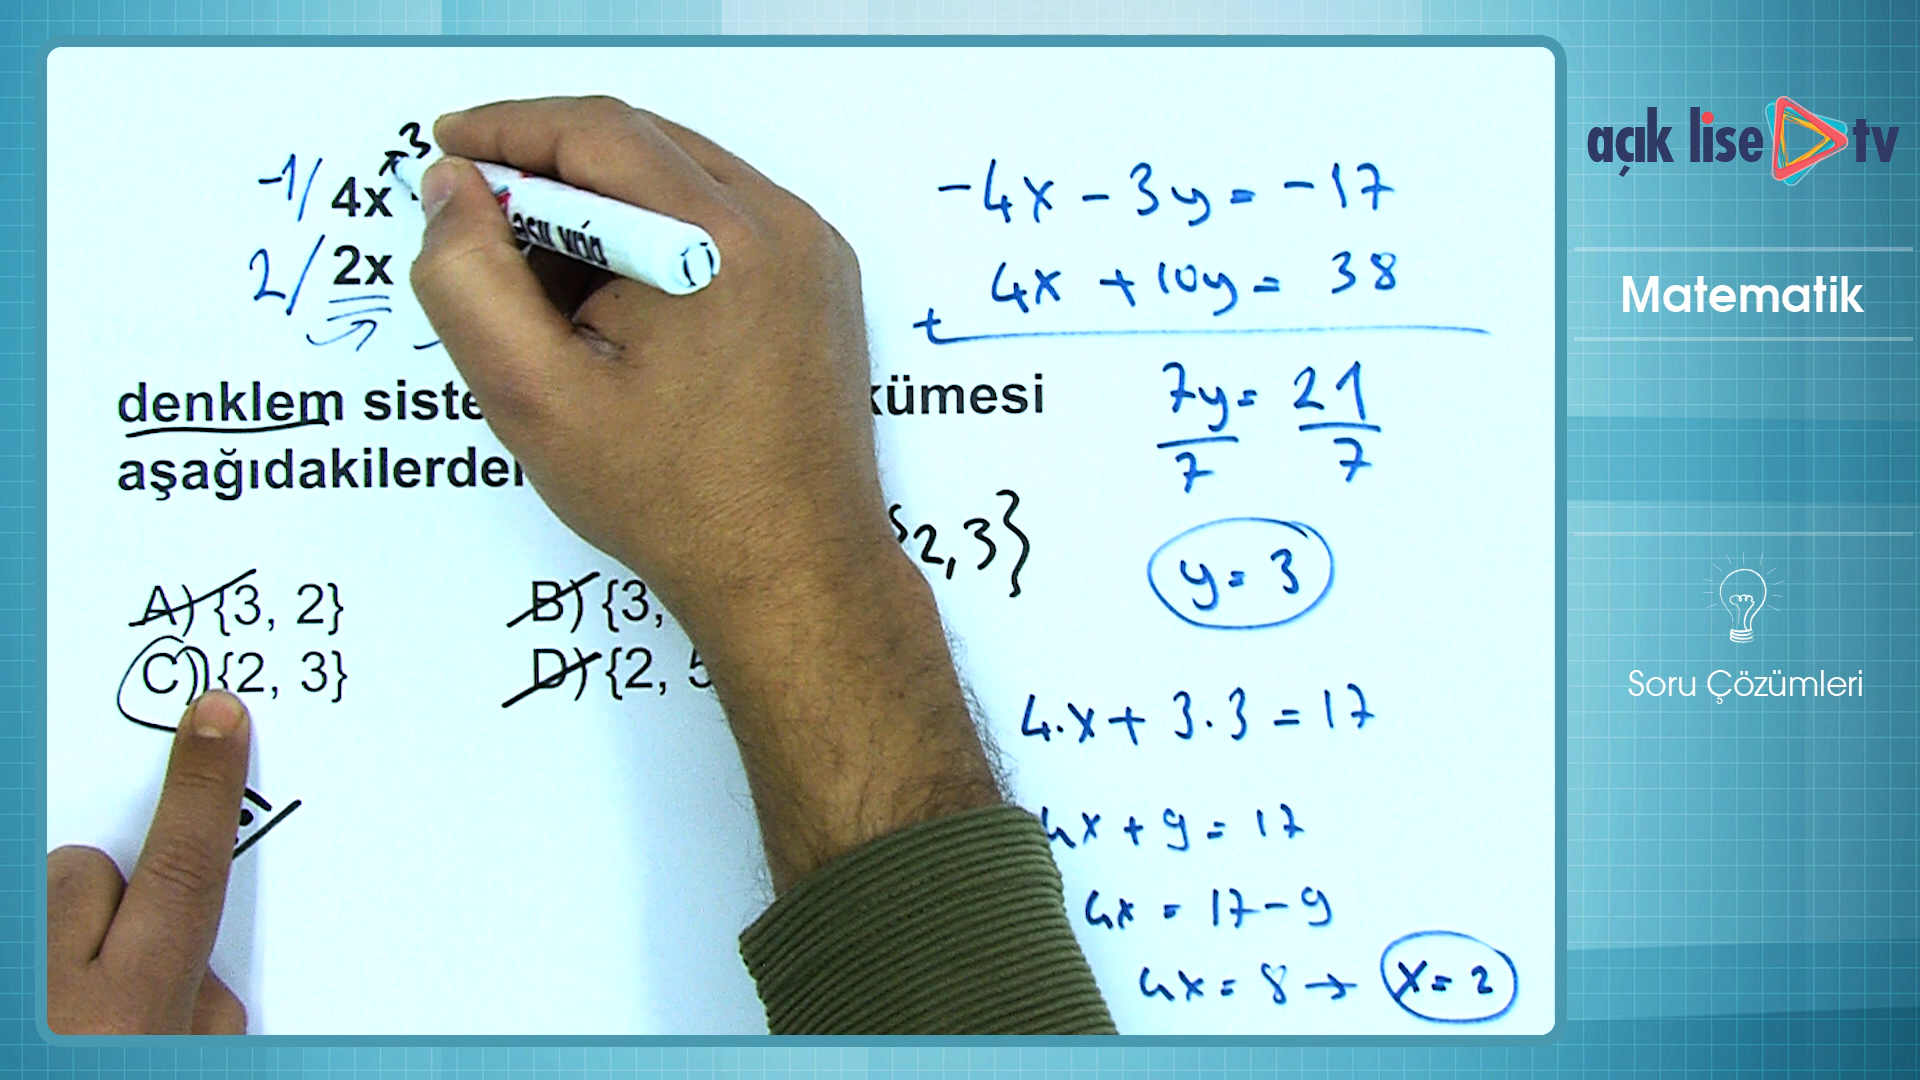 -1/ 4x
3
2/ 2x
denklem
kümesi
A) {3, 2}
B) {3,
C) {2, 3}
D) {2, 5
2, 3}
-4x - 3y = -17
4x + 10y = 38
+
7y = 21
7 7
y = 3
4.x + 3.3 = 17
4x + 9 = 17
4x = 17 - 9
4x = 8 → x = 2
açık lise tv
Matematik
Soru Çözümleri